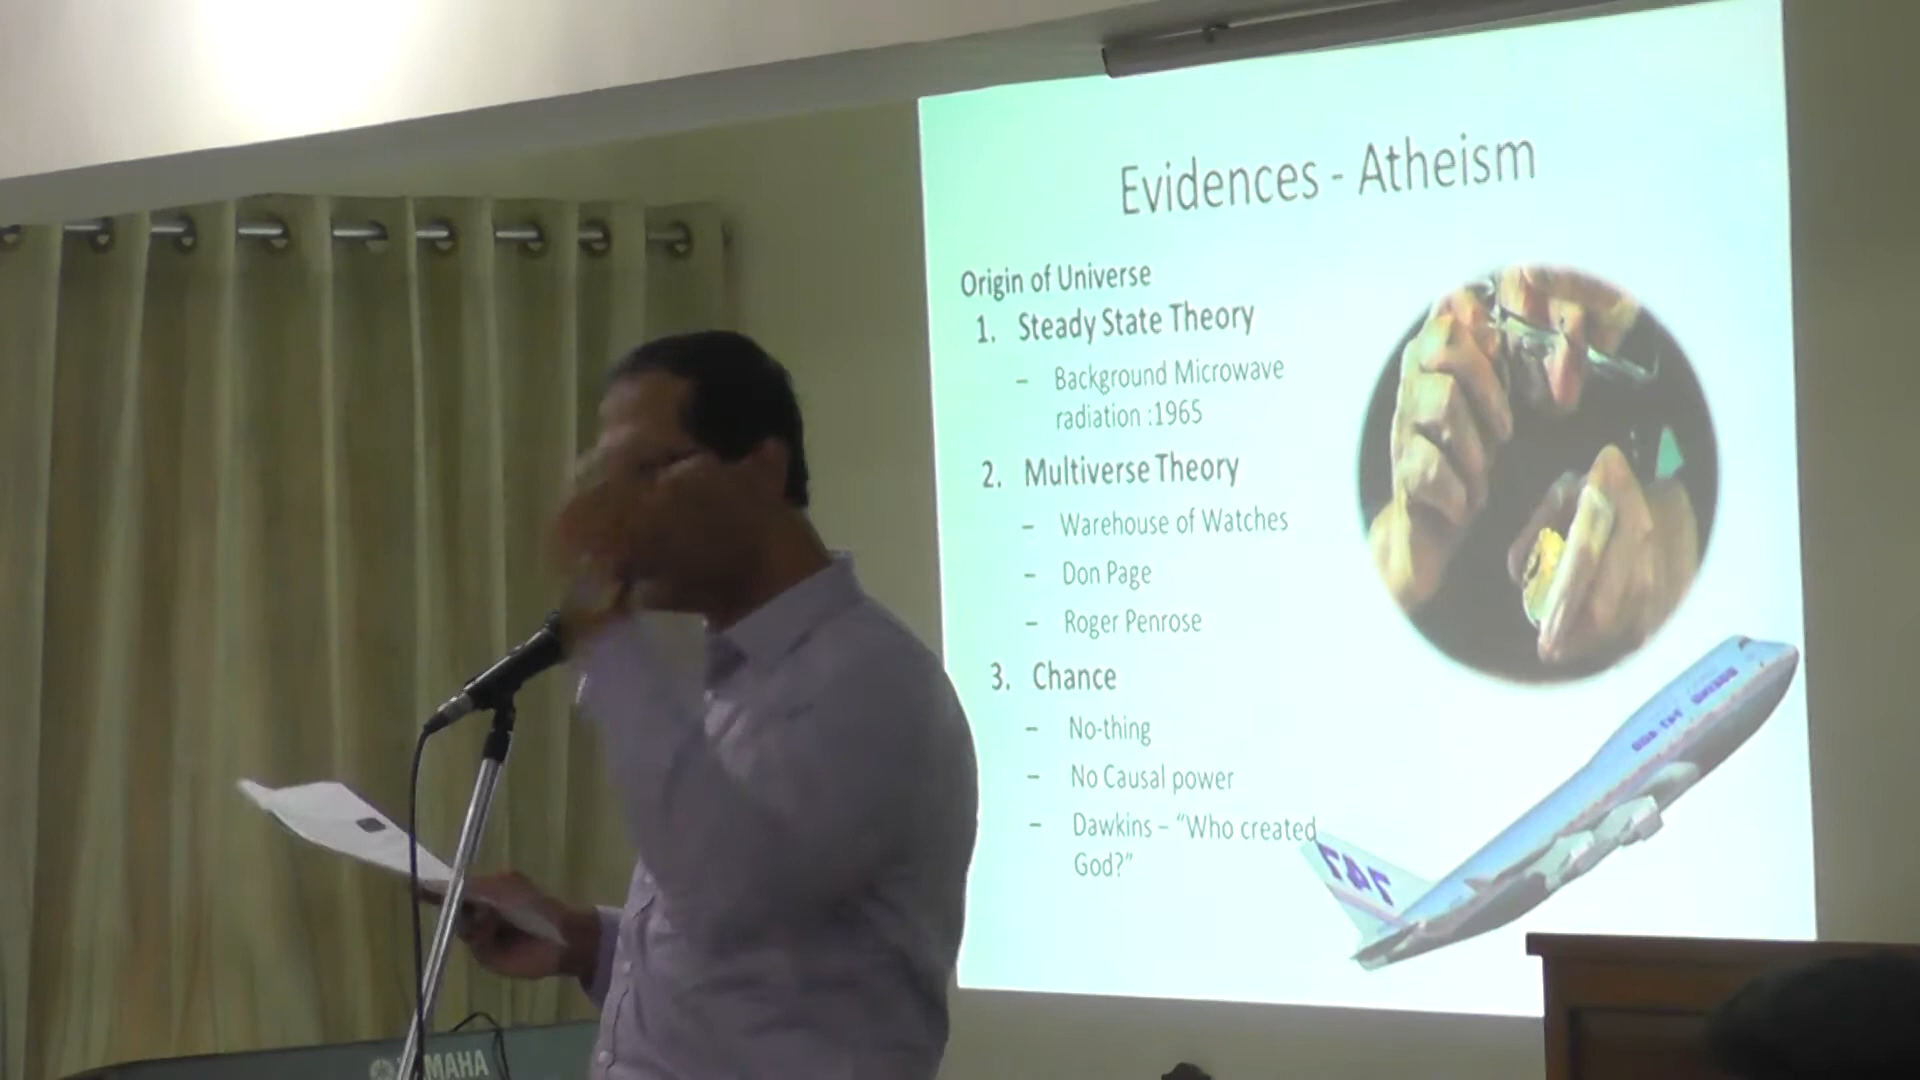 Evidences - Atheism
Origin of Universe
1. Steady State Theory
– Background Microwave
radiation :1965
2. Multiverse Theory
– Warehouse of Watches
– Don Page
– Roger Penrose
3. Chance
– No-thing
– No Causal power
– Dawkins – “Who created
God?”
747
YAMAHA